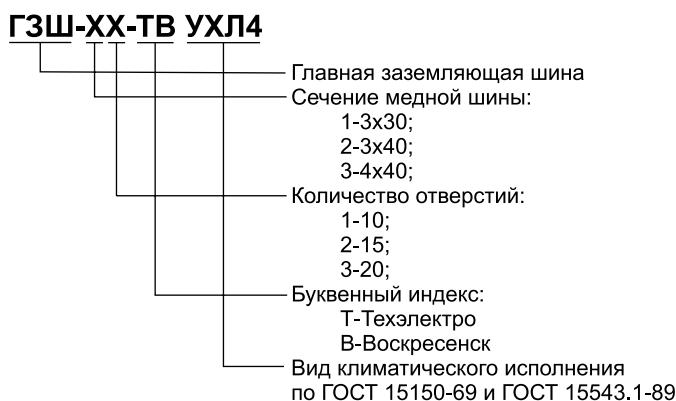 ГЗШ-ХХ-ТВ УХЛ4
Главная заземляющая шина
Сечение медной шины:
1-3х30;
2-3х40;
3-4х40;
Количество отверстий:
1-10;
2-15;
3-20;
Буквенный индекс:
Т-Техэлектро
В-Воскресенск
Вид климатического исполнения
по ГОСТ 15150-69 и ГОСТ 15543.1-89